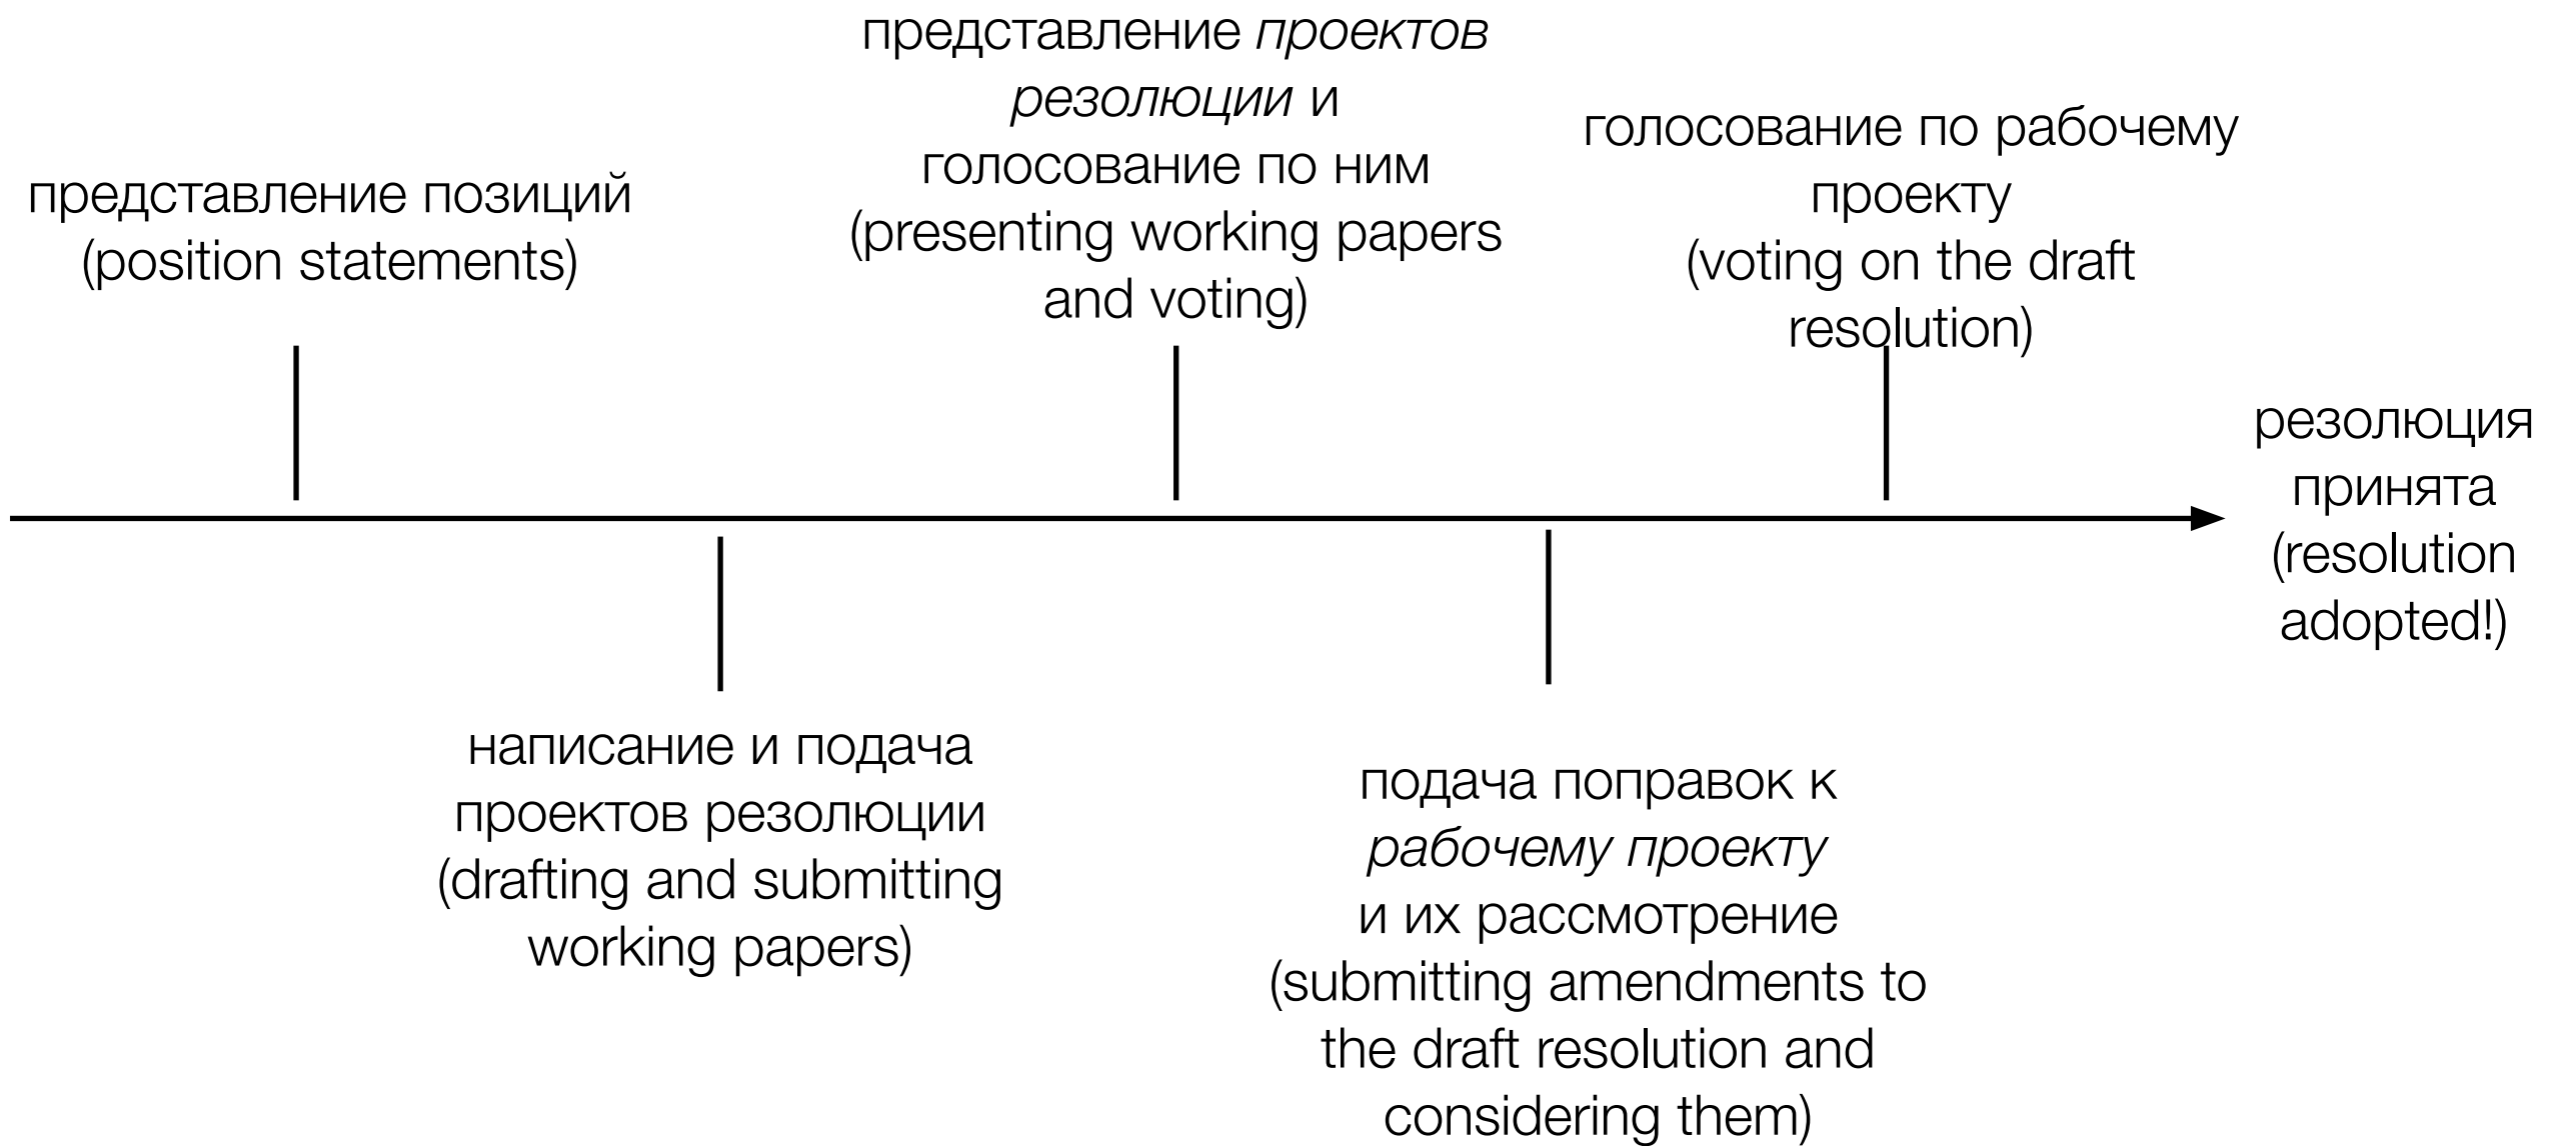 представление позиций
(position statements)
написание и подача
проектов резолюции
(drafting and submitting
working papers)
представление проектов
резолюции и
голосование по ним
(presenting working papers
and voting)
подача поправок к
рабочему проекту
и их рассмотрение
(submitting amendments to
the draft resolution and
considering them)
голосование по рабочему
проекту
(voting on the draft
resolution)
резолюция
принята
(resolution
adopted!)